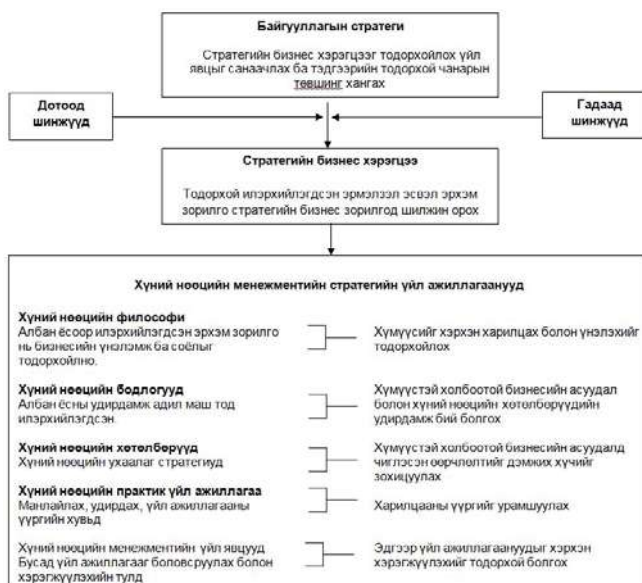 Байгууллагын стратеги
Стратегийн бизнес хэрэгцээг тодорхойлох үйл
явцыг санаачлах ба тэдгээрийн тодорхой чанарын
төвшинг хангах
Дотоод
шинжүүд
Гадаад
шинжүүд
Стратегийн бизнес хэрэгцээ
Тодорхой илэрхийлэгдсэн эрмэлзэл эсвэл эрхэм
зорилго стратегийн бизнес зорилгод шилжин орох
Хүний нөөцийн менежментийн стратегийн үйл ажиллагаанууд
Хүний нөөцийн философи
Албан ёсоор илэрхийлэгдсэн эрхэм зорилго
нь бизнесийн үнэлэмж ба соёлыг
тодорхойлно.
Хүмүүсийг хэрхэн харилцах болон үнэлэхийг
тодорхойлох
Хүний нөөцийн бодлогууд
Албан ёсны удирдамж адил маш тод
илэрхийлэгдсэн
Хүмүүстэй холбоотой бизнесийн асуудал
болон хүний нөөцийн хөтөлбөрүүдийн
удирдамж бий болгох
Хүний нөөцийн хөтөлбөрүүд
Хүний нөөцийн ухаалаг стратегиуд
Хүмүүстэй холбоотой бизнесийн асуудалд
чиглэсэн өөрчлөлтийг дэмжих хүчийг
зохицуулах
Хүний нөөцийн практик үйл ажиллагаа
Манлайлах, удирдах, үйл ажиллагааны
үүргийн хувьд
Харилцааны үүргийг урамшуулах
Хүний нөөцийн менежментийн үйл явцууд
Бусад үйл ажиллагааг боловсруулах болон
хэрэгжүүлэхийн тулд
Эдгээр үйл ажиллагаануудыг хэрхэн
хэрэгжүүлэхийг тодорхой болгох